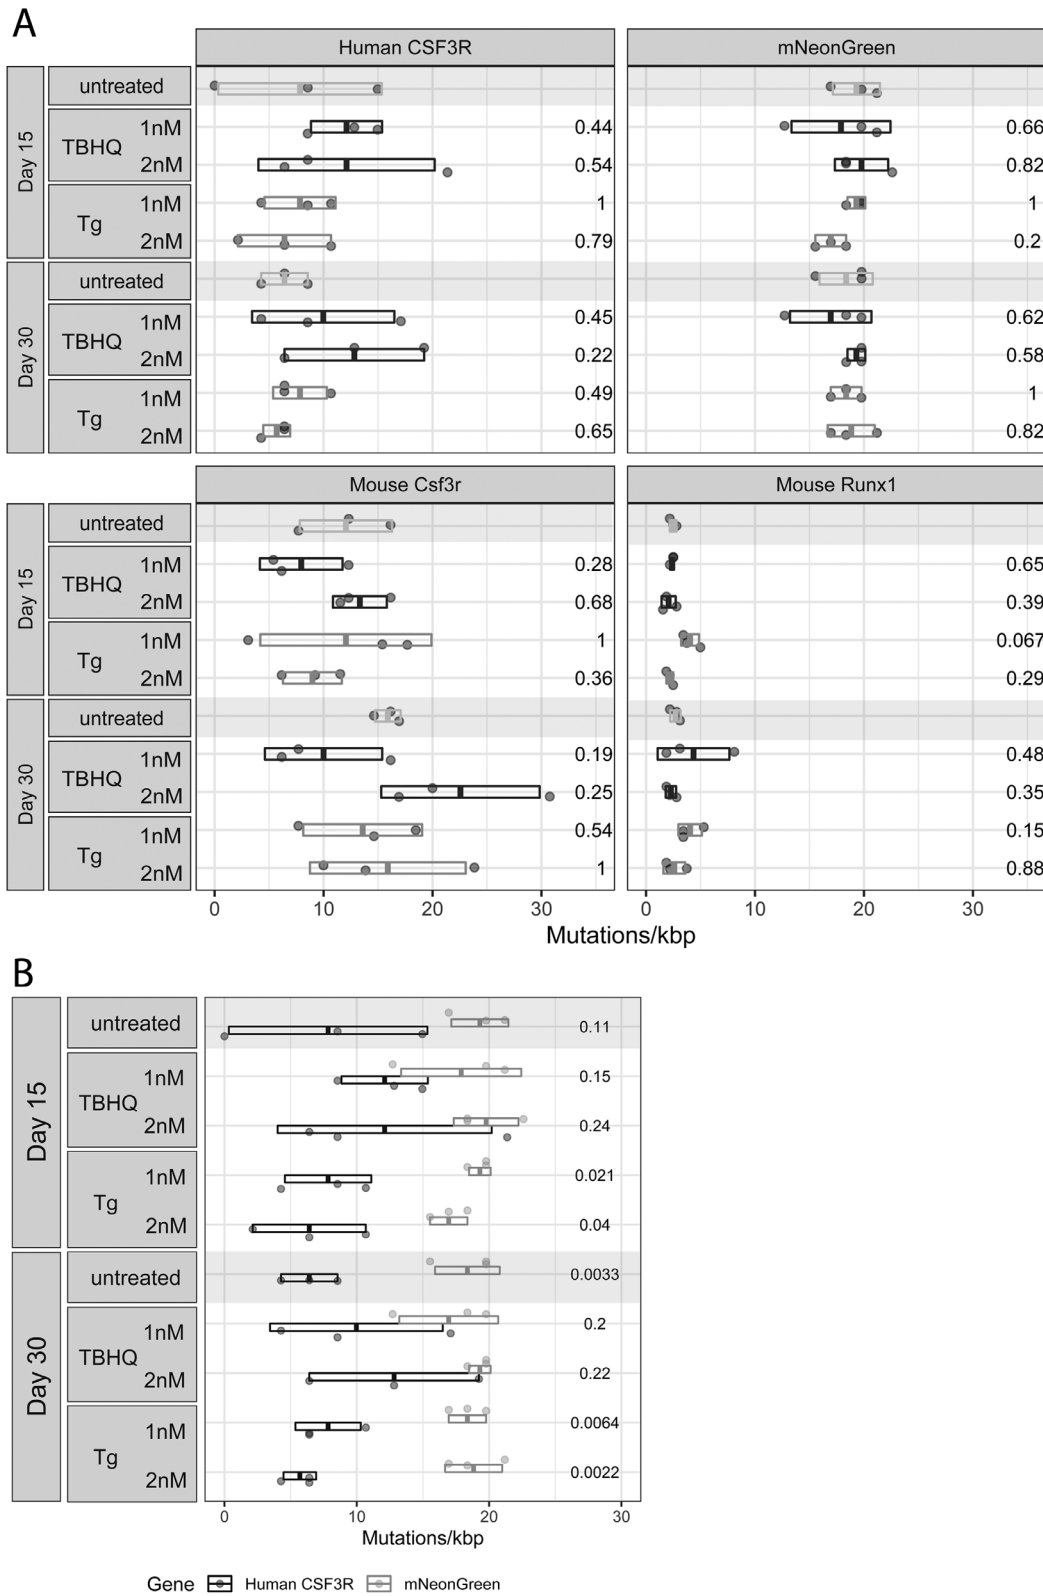 A
Human CSF3R
mNeonGreen
Day 15
untreated
TBHQ
1nM
0.44
0.66
2nM
0.54
0.82
Tg
1nM
1
1
2nM
0.79
0.2
Day 30
untreated
TBHQ
1nM
0.45
0.62
2nM
0.22
0.58
Tg
1nM
0.49
1
2nM
0.65
0.82
Mouse Csf3r
Mouse Runx1
Day 15
untreated
TBHQ
1nM
0.28
0.65
2nM
0.68
0.39
Tg
1nM
1
0.067
2nM
0.36
0.29
Day 30
untreated
TBHQ
1nM
0.19
0.48
2nM
0.25
0.35
Tg
1nM
0.54
0.15
2nM
1
0.88
0 10 20 30
0 10 20 30
Mutations/kbp
B
Day 15
untreated
0.11
TBHQ
1nM
0.15
2nM
0.24
Tg
1nM
0.021
2nM
0.04
Day 30
untreated
0.0033
TBHQ
1nM
0.2
2nM
0.22
Tg
1nM
0.0064
2nM
0.0022
0 10 20 30
Mutations/kbp
Gene Human CSF3R mNeonGreen